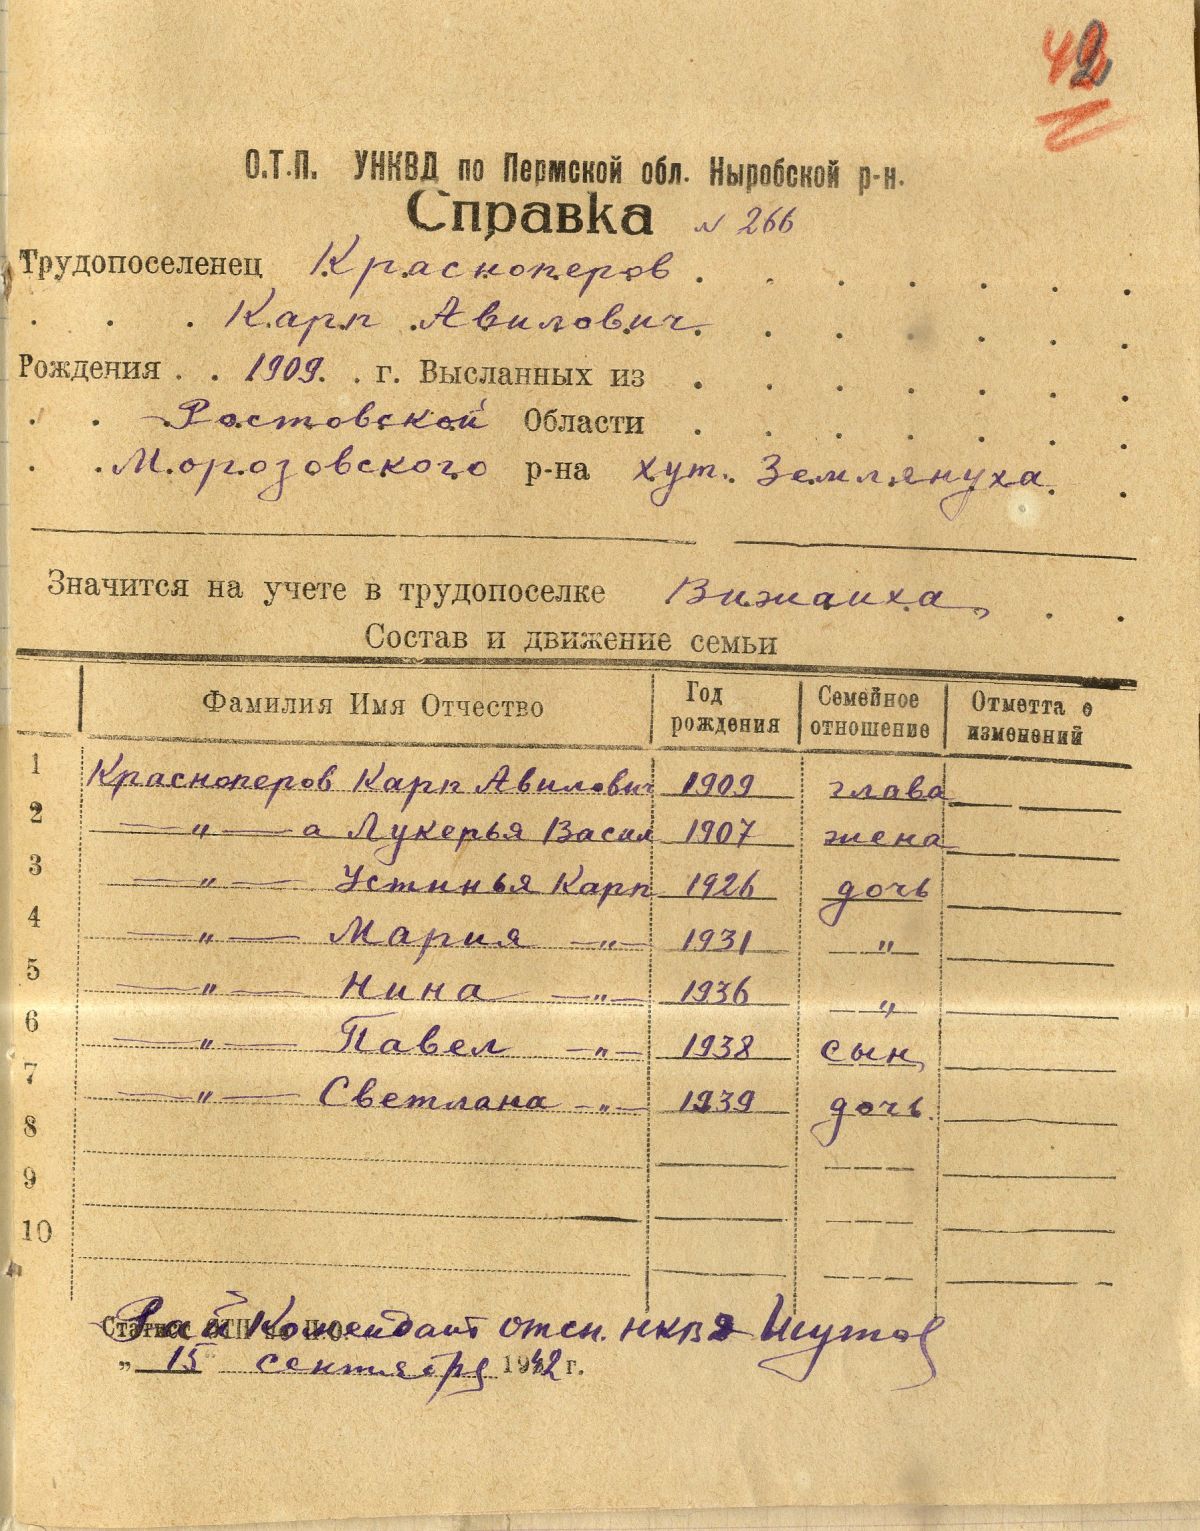 42
О.Т.П. УНКВД по Пермской обл. Ныробской р-н.
Справка № 266
Трудопоселенец Красноперов
Карп Авилович
Рождения 1909. г. Высланных из
Ростовской Области
Морозовского р-на хут. Землянуха
Значится на учете в трудопоселке Вижаиха
Состав и движение семьи
Фамилия Имя Отчество Год рождения Семейное отношение Отметта о изменений
1 Красноперов Карп Авилович 1909 глава
2 —„— а Лукерья Васил 1907 жена
3 —„— Устинья Карп 1926 дочь
4 —„— Мария —„— 1931 „
5 —„— Нина —„— 1936 „
6 —„— Павел —„— 1938 сын
7 —„— Светлана —„— 1939 дочь.
8
9
10
Рай Комендант отсп. НКВД Шутов
„15" сентября 1942 г.